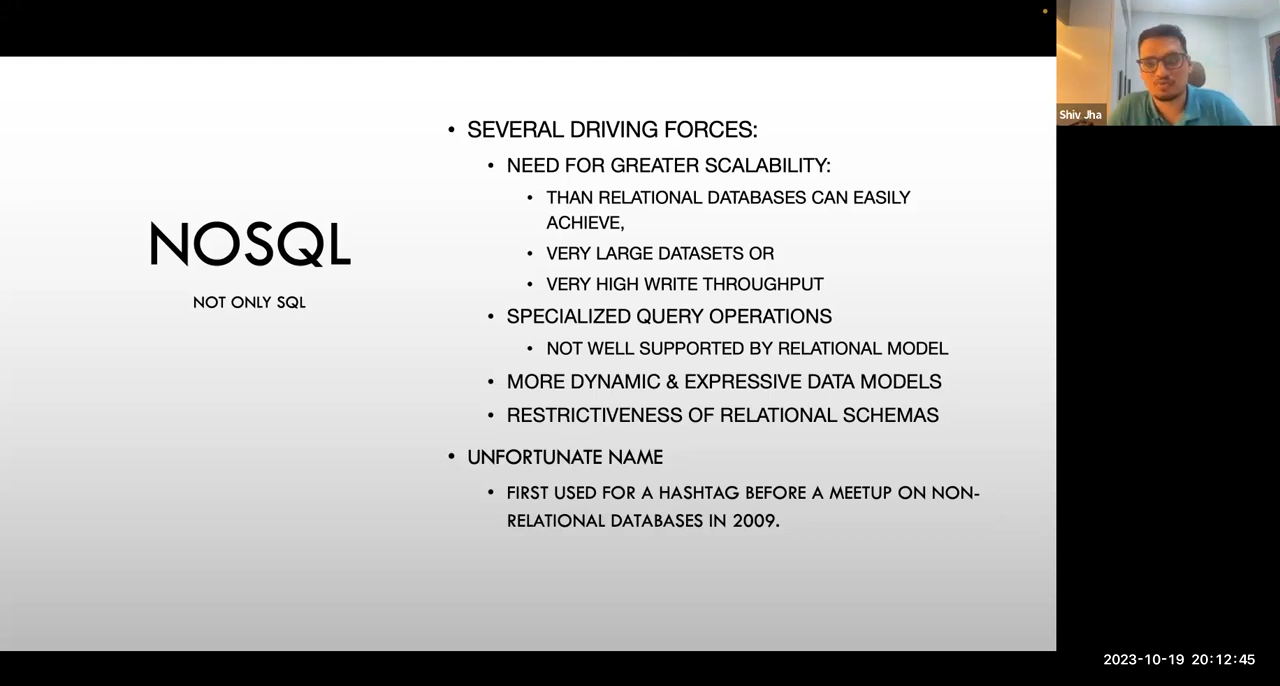 Shiv Jha
NOSQL
NOT ONLY SQL
• SEVERAL DRIVING FORCES:
• NEED FOR GREATER SCALABILITY:
• THAN RELATIONAL DATABASES CAN EASILY
ACHIEVE,
• VERY LARGE DATASETS OR
• VERY HIGH WRITE THROUGHPUT
• SPECIALIZED QUERY OPERATIONS
• NOT WELL SUPPORTED BY RELATIONAL MODEL
• MORE DYNAMIC & EXPRESSIVE DATA MODELS
• RESTRICTIVENESS OF RELATIONAL SCHEMAS
• UNFORTUNATE NAME
• FIRST USED FOR A HASHTAG BEFORE A MEETUP ON NON-
RELATIONAL DATABASES IN 2009.
2023-10-19 20:12:45